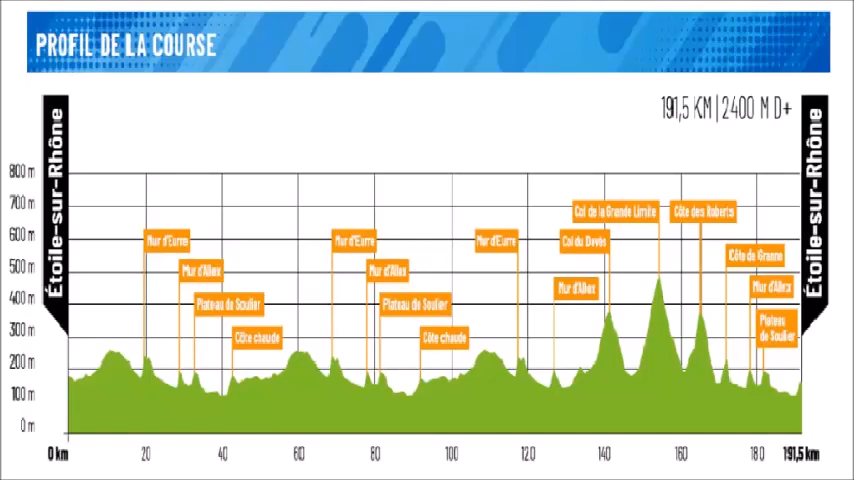 PROFIL DE LA COURSE
191,5 KM | 2400 M D+
Étoile-sur-Rhône
Étoile-sur-Rhône
800 m
700 m
600 m
500 m
400 m
300 m
200 m
100 m
0 m
Mur d'Eurre
Mur d'Allex
Plateau de Soulier
Côte chaude
Mur d'Eurre
Mur d'Allex
Plateau de Soulier
Côte chaude
Mur d'Eurre
Mur d'Allex
Col du Devès
Col de la Grande Limite
Côte des Roberts
Côte de Granne
Mur d'Allex
Plateau
de Soulier
0 km
20
40
60
80
100
120
140
160
180
191,5 km